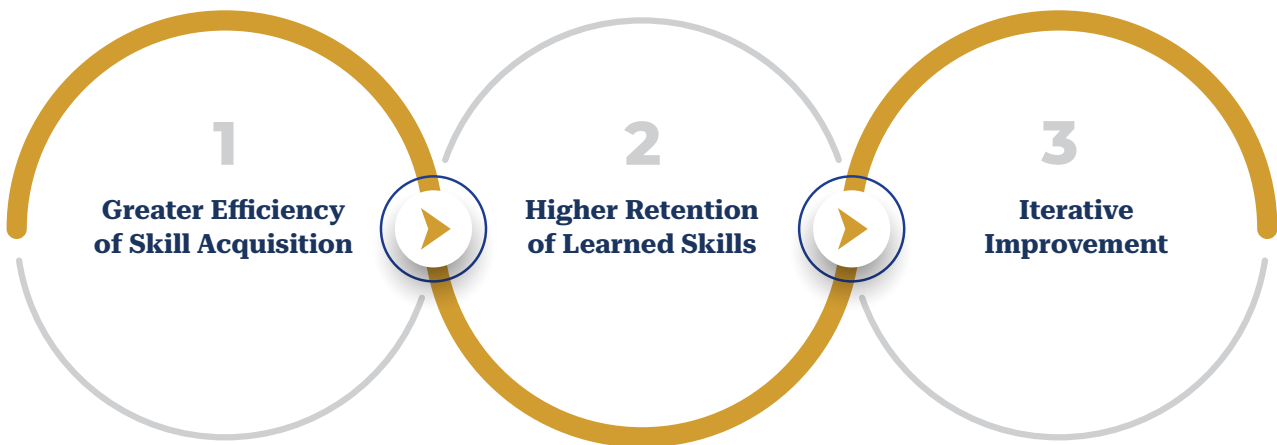 1
Greater Efficiency
of Skill Acquisition
2
Higher Retention
of Learned Skills
3
Iterative
Improvement